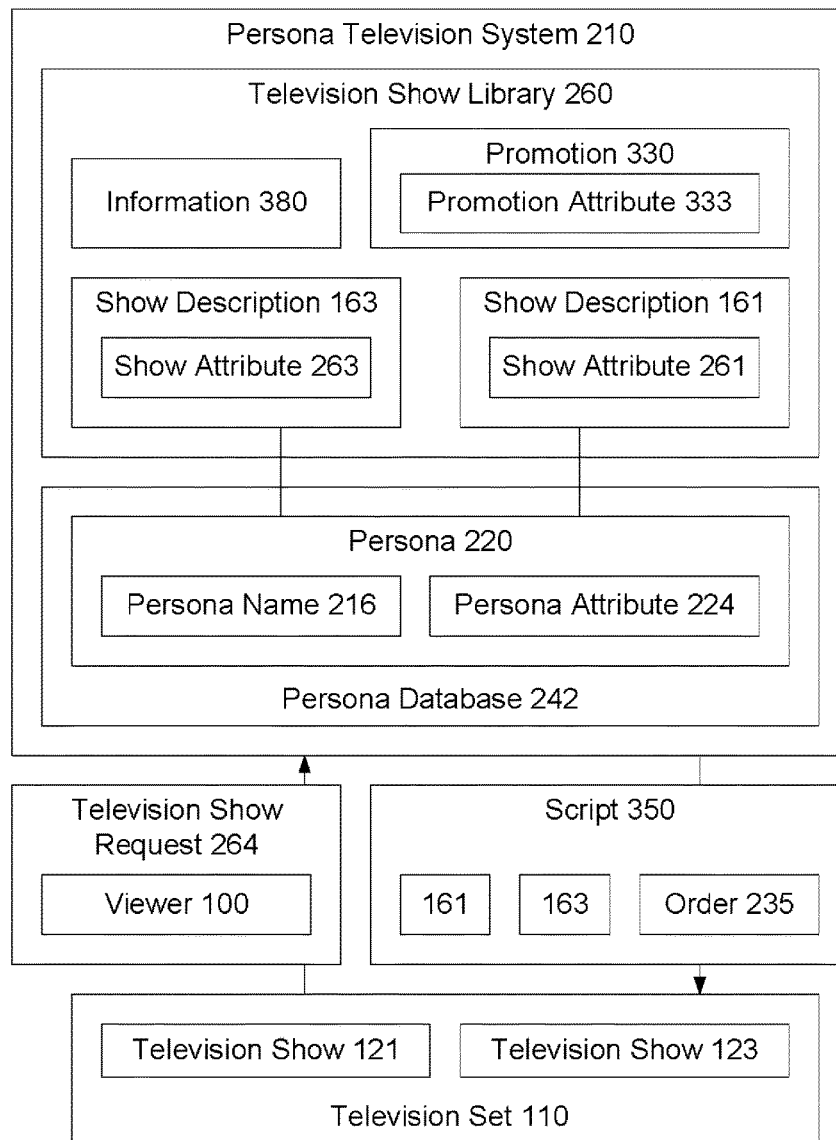 Persona Television System 210
Television Show Library 260
Promotion 330
Information 380
Promotion Attribute 333
Show Description 163
Show Description 161
Show Attribute 263
Show Attribute 261
Persona 220
Persona Name 216
Persona Attribute 224
Persona Database 242
Television Show
Request 264
Viewer 100
Script 350
161
163
Order 235
Television Show 121
Television Show 123
Television Set 110